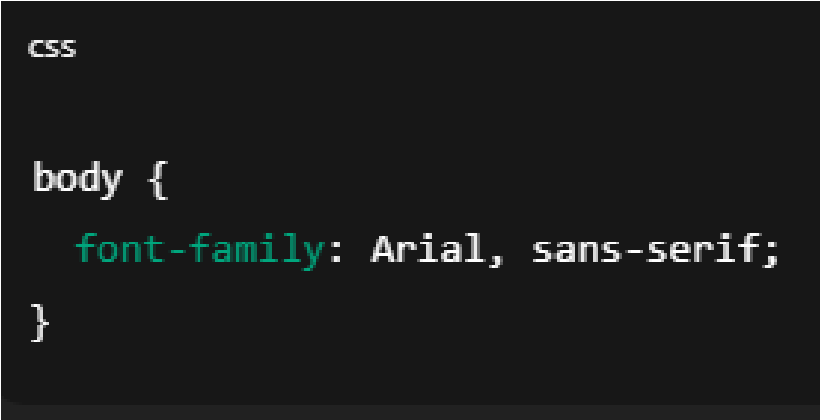 css
body {
font-family: Arial, sans-serif;
}